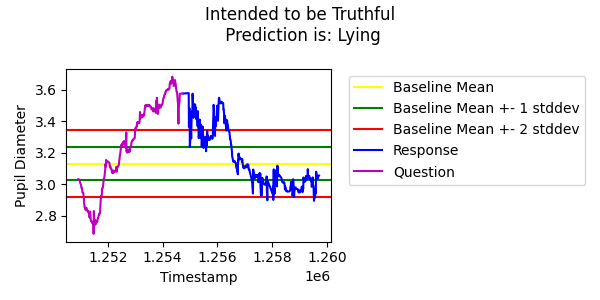 Intended to be Truthful
Prediction is: Lying
Pupil Diameter
3.6
3.4
3.2
3.0
2.8
1.252
1.254
1.256
1.258
1.260
1e6
Timestamp
Baseline Mean
Baseline Mean +- 1 stddev
Baseline Mean +- 2 stddev
Response
Question